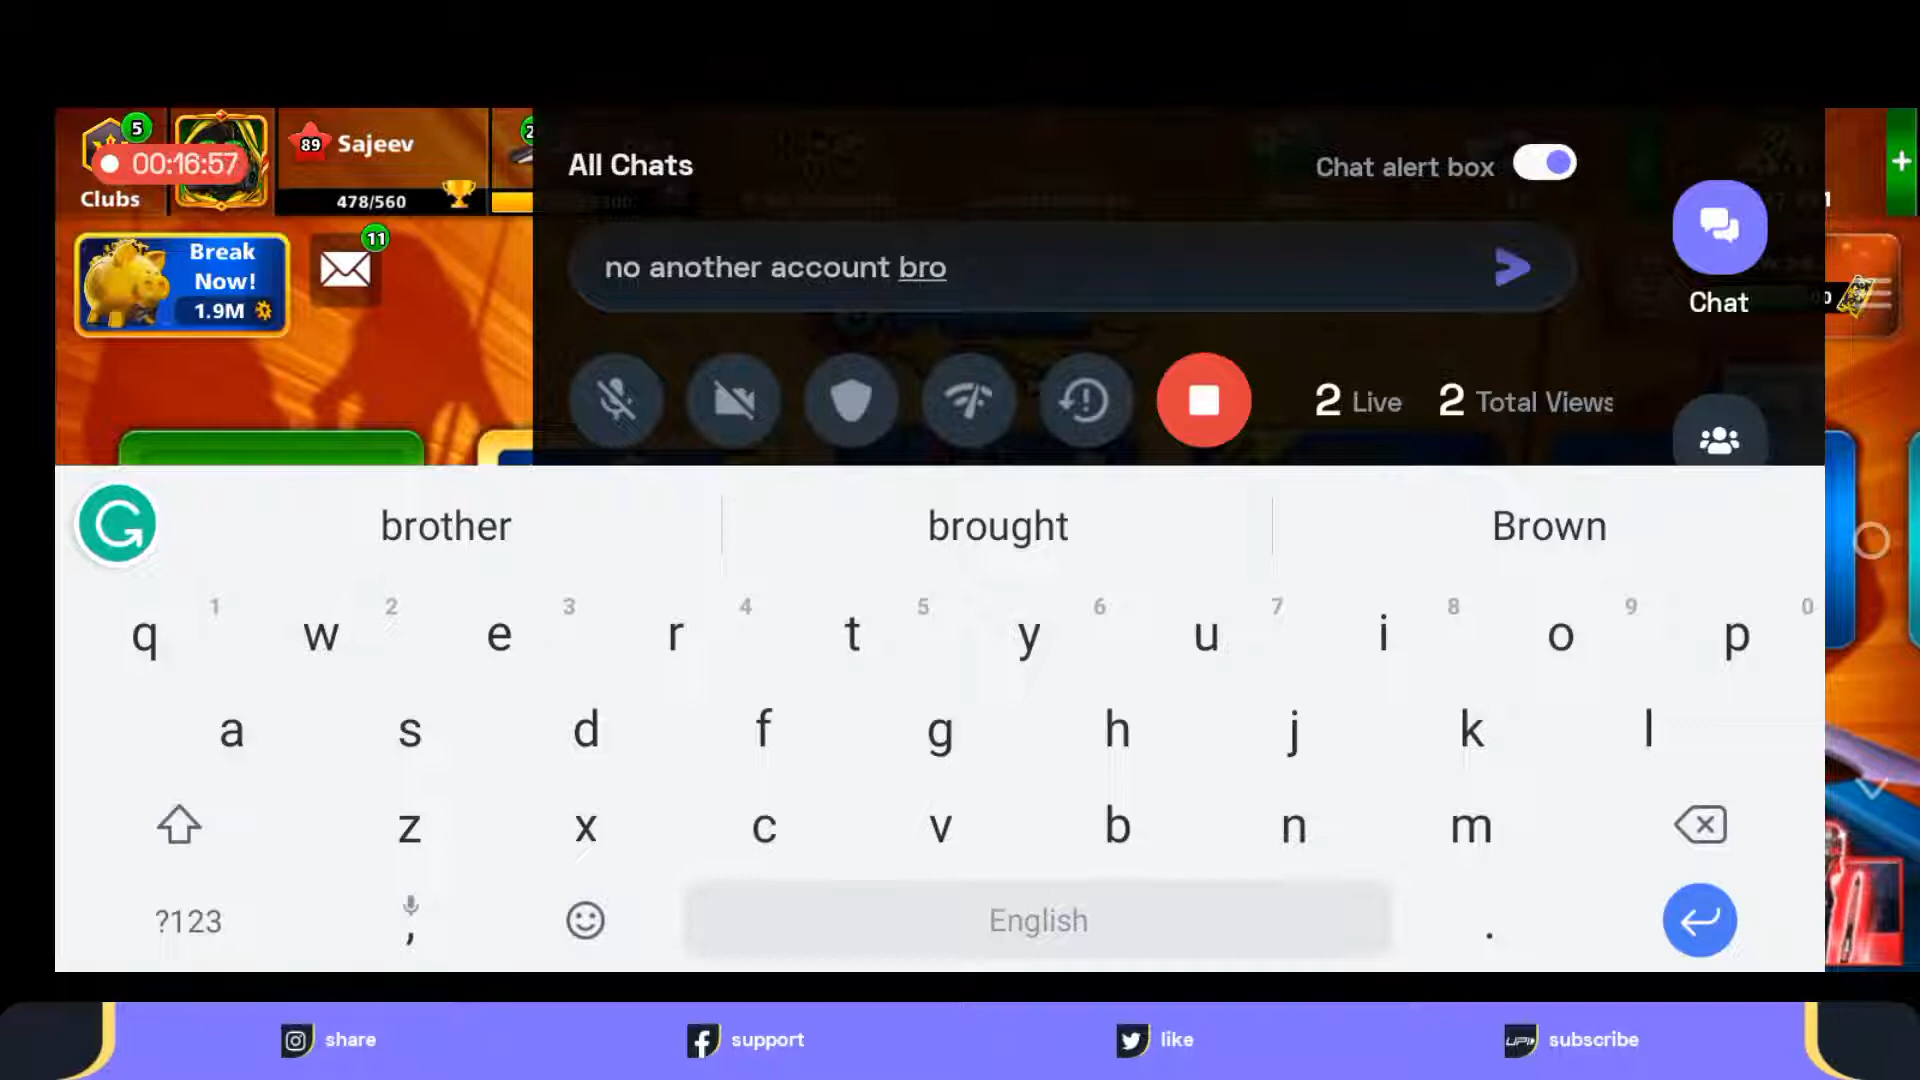 5
00:16:57
Clubs
89 Sajeev
478/560
2
All Chats
Chat alert box
no another account bro
Chat
Break
Now!
1.9M
11
2 Live 2 Total Views
brother brought Brown
1 2 3 4 5 6 7 8 9 0
q w e r t y u i o p
a s d f g h j k l
z x c v b n m
?123 , English .
share support like subscribe